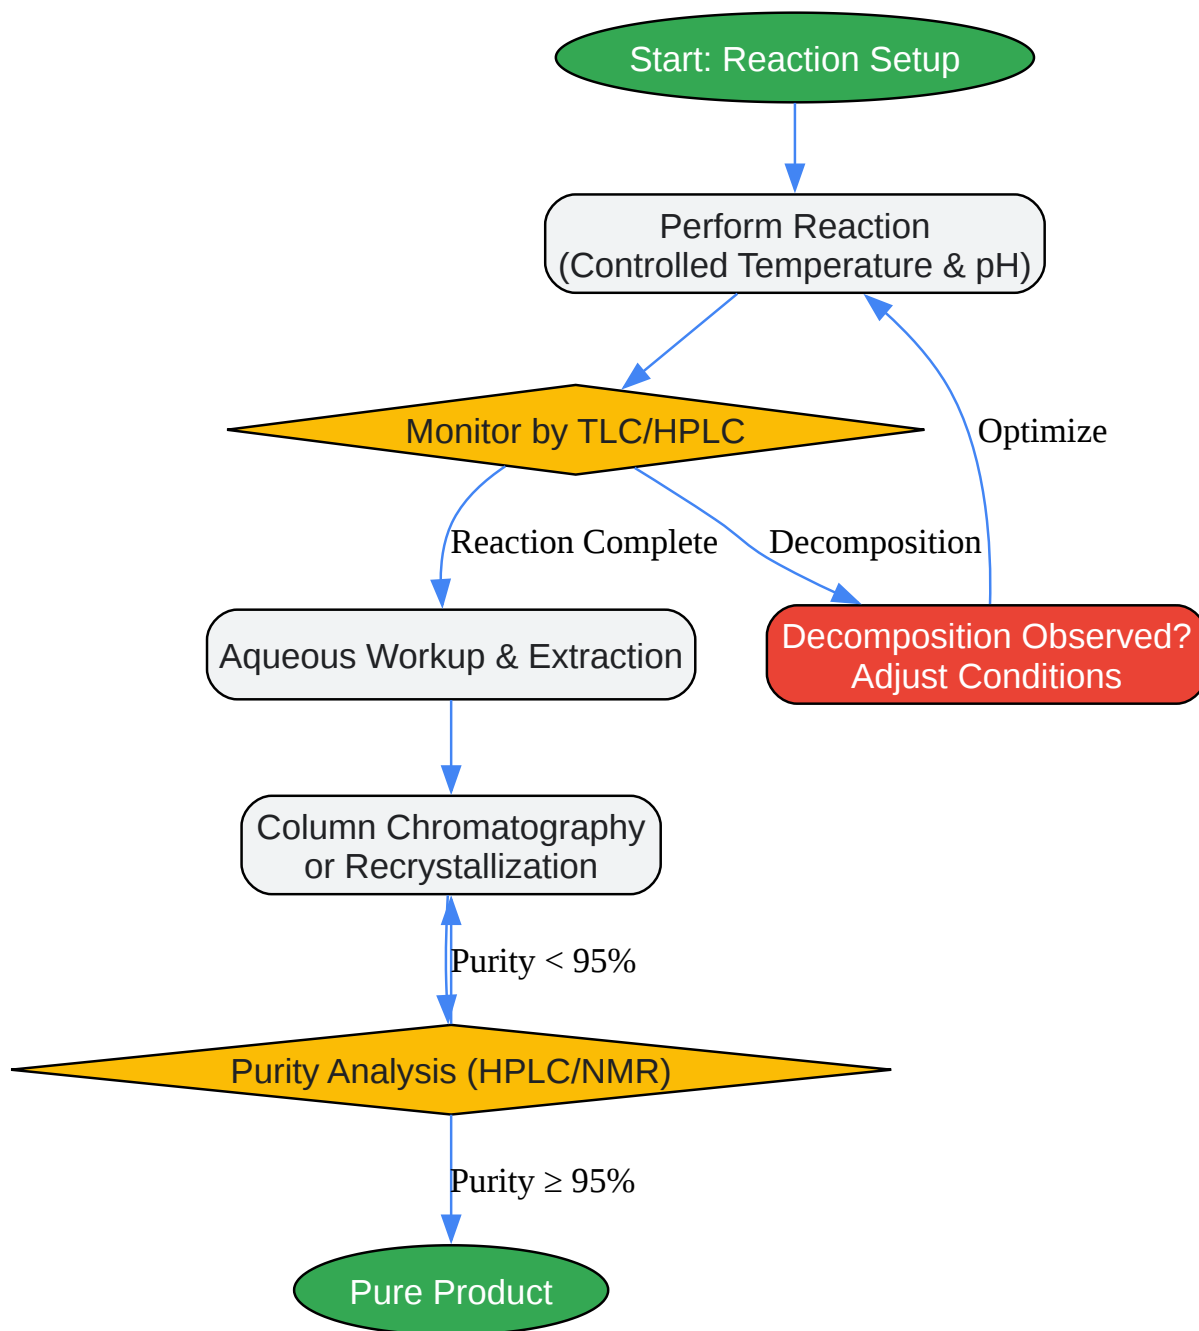 Start: Reaction Setup
Perform Reaction
(Controlled Temperature & pH)
Monitor by TLC/HPLC
Optimize
Reaction Complete
Decomposition
Aqueous Workup & Extraction
Decomposition Observed?
Adjust Conditions
Column Chromatography
or Recrystallization
Purity < 95%
Purity Analysis (HPLC/NMR)
Purity ≥ 95%
Pure Product